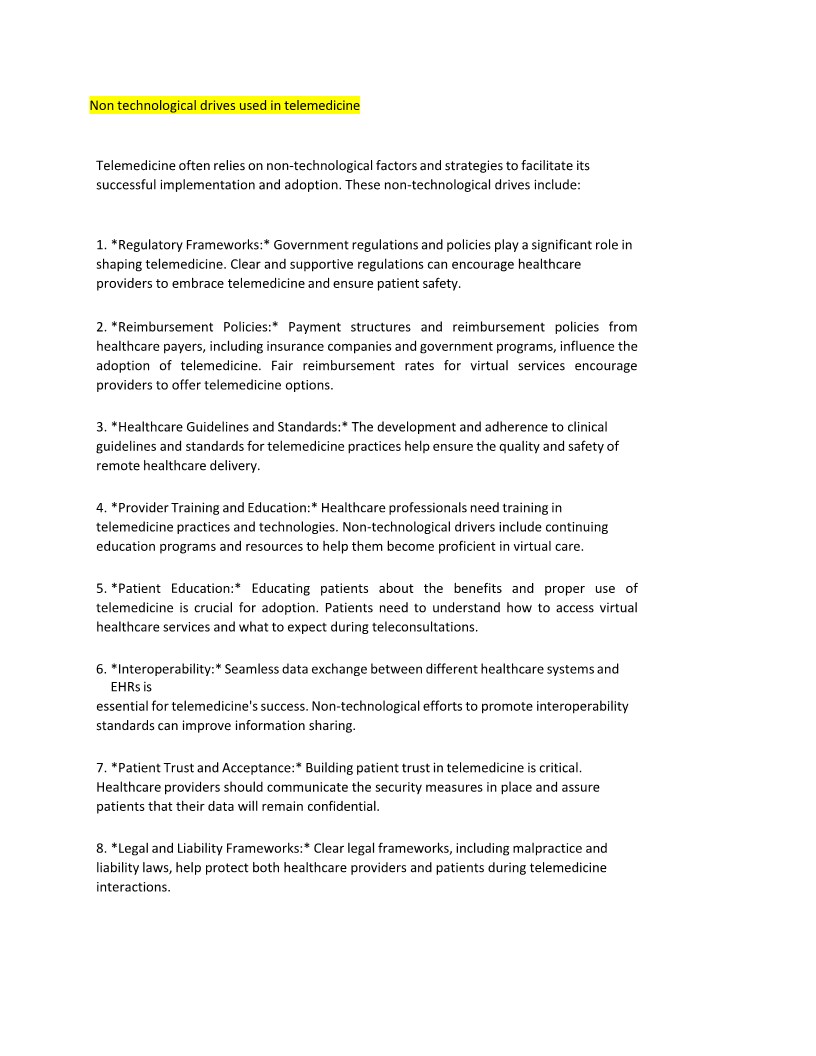 Non technological drives used in telemedicine
Telemedicine often relies on non-technological factors and strategies to facilitate its
successful implementation and adoption. These non-technological drives include:
1. *Regulatory Frameworks:* Government regulations and policies play a significant role in
shaping telemedicine. Clear and supportive regulations can encourage healthcare
providers to embrace telemedicine and ensure patient safety.
2. *Reimbursement Policies:* Payment structures and reimbursement policies from
healthcare payers, including insurance companies and government programs, influence the
adoption of telemedicine. Fair reimbursement rates for virtual services encourage
providers to offer telemedicine options.
3. *Healthcare Guidelines and Standards:* The development and adherence to clinical
guidelines and standards for telemedicine practices help ensure the quality and safety of
remote healthcare delivery.
4. *Provider Training and Education:* Healthcare professionals need training in
telemedicine practices and technologies. Non-technological drivers include continuing
education programs and resources to help them become proficient in virtual care.
5. *Patient Education:* Educating patients about the benefits and proper use of
telemedicine is crucial for adoption. Patients need to understand how to access virtual
healthcare services and what to expect during teleconsultations.
6. *Interoperability:* Seamless data exchange between different healthcare systems and
EHRs is
essential for telemedicine's success. Non-technological efforts to promote interoperability
standards can improve information sharing.
7. *Patient Trust and Acceptance:* Building patient trust in telemedicine is critical.
Healthcare providers should communicate the security measures in place and assure
patients that their data will remain confidential.
8. *Legal and Liability Frameworks:* Clear legal frameworks, including malpractice and
liability laws, help protect both healthcare providers and patients during telemedicine
interactions.